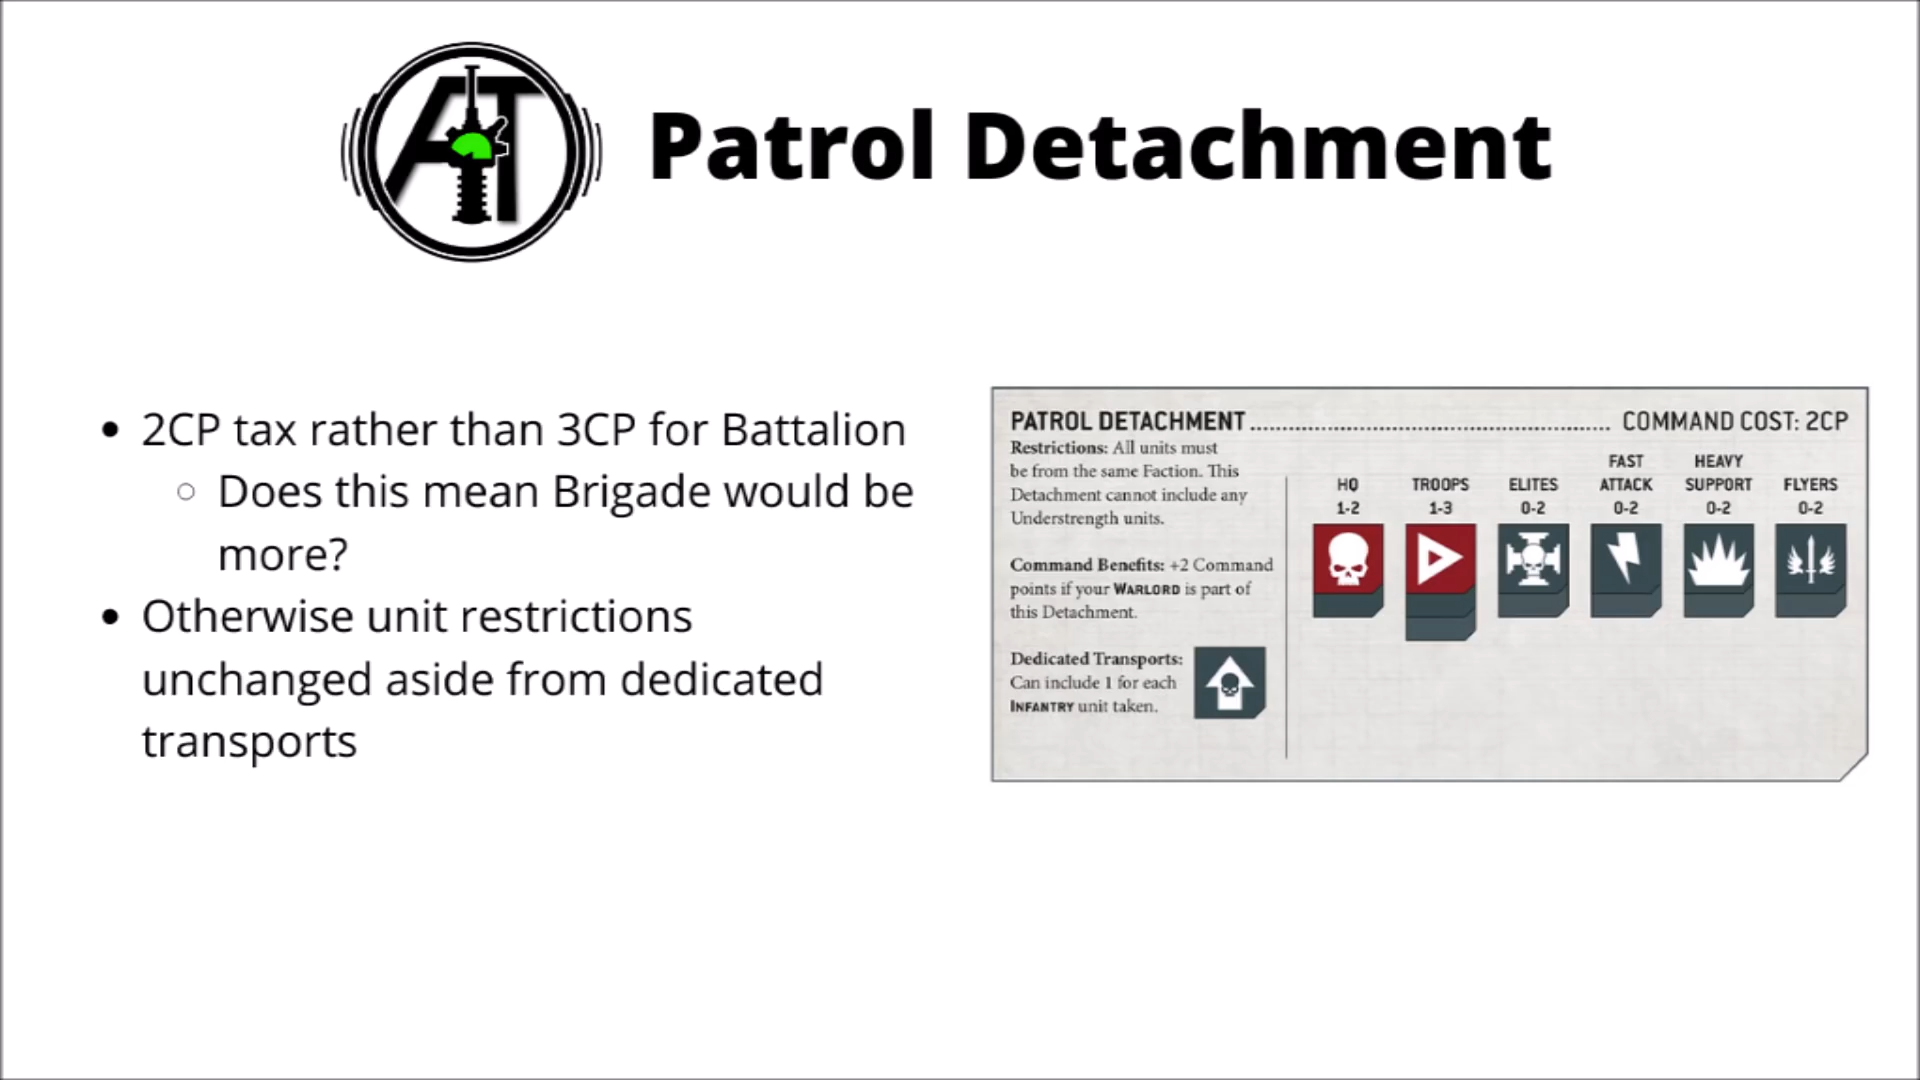 AT
Patrol Detachment
• 2CP tax rather than 3CP for Battalion
○ Does this mean Brigade would be
more?
• Otherwise unit restrictions
unchanged aside from dedicated
transports
PATROL DETACHMENT................................................... COMMAND COST: 2CP
Restrictions: All units must
be from the same Faction. This
Detachment cannot include any
Understrength units.
Command Benefits: +2 Command
points if your WARLORD is part of
this Detachment.
Dedicated Transports:
Can include 1 for each
INFANTRY unit taken.
HQ
1-2
TROOPS
1-3
ELITES
0-2
FAST
ATTACK
0-2
HEAVY
SUPPORT
0-2
FLYERS
0-2